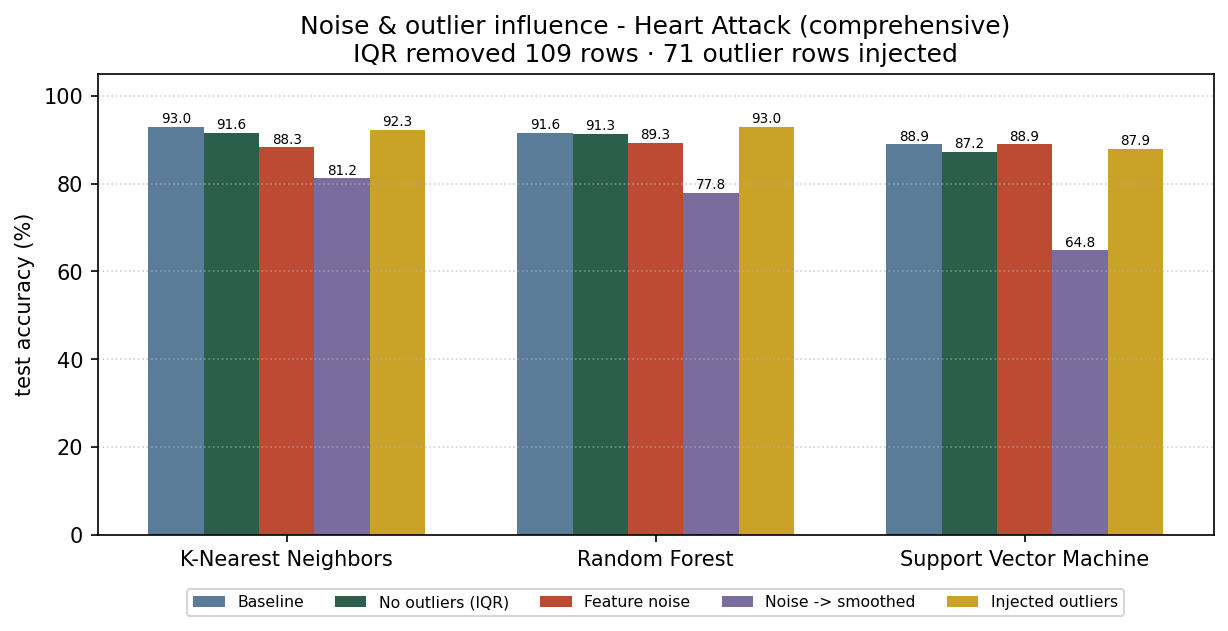 Noise & outlier influence - Heart Attack (comprehensive)
IQR removed 109 rows · 71 outlier rows injected
test accuracy (%)
100
80
60
40
20
0
93.0
91.6
88.3
81.2
92.3
91.6
91.3
89.3
77.8
93.0
88.9
87.2
88.9
64.8
87.9
K-Nearest Neighbors
Random Forest
Support Vector Machine
Baseline
No outliers (IQR)
Feature noise
Noise -> smoothed
Injected outliers